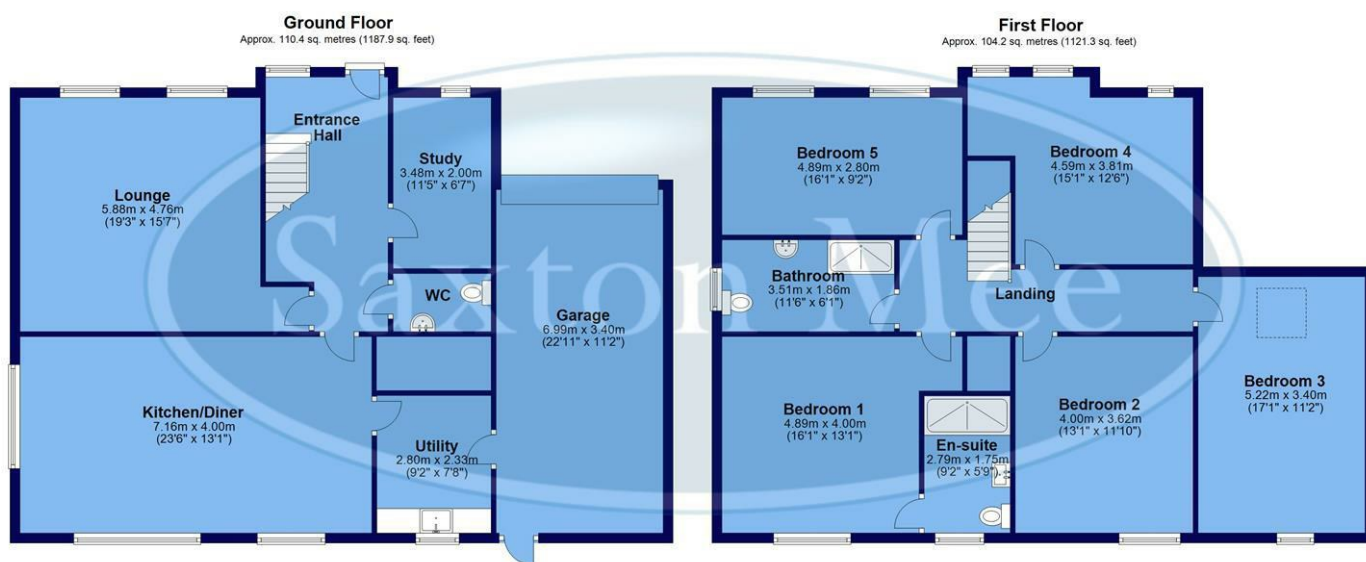 Ground Floor
Approx. 110.4 sq. metres (1187.9 sq. feet)
Entrance
Hall
Study
3.48m x 2.00m
(11'5" x 6'7")
Lounge
5.88m x 4.76m
(19'3" x 15'7")
WC
Garage
6.99m x 3.40m
(22'11" x 11'2")
Kitchen/Diner
7.16m x 4.00m
(23'6" x 13'1")
Utility
2.80m x 2.33m
(9'2" x 7'8")
First Floor
Approx. 104.2 sq. metres (1121.3 sq. feet)
Bedroom 5
4.89m x 2.80m
(16'1" x 9'2")
Bedroom 4
4.59m x 3.81m
(15'1" x 12'6")
Bathroom
3.51m x 1.86m
(11'6" x 6'1")
Landing
Bedroom 3
5.22m x 3.40m
(17'1" x 11'2")
Bedroom 1
4.89m x 4.00m
(16'1" x 13'1")
Bedroom 2
4.00m x 3.62m
(13'1" x 11'10")
En-suite
2.79m x 1.75m
(9'2" x 5'9")
Saxton Mee